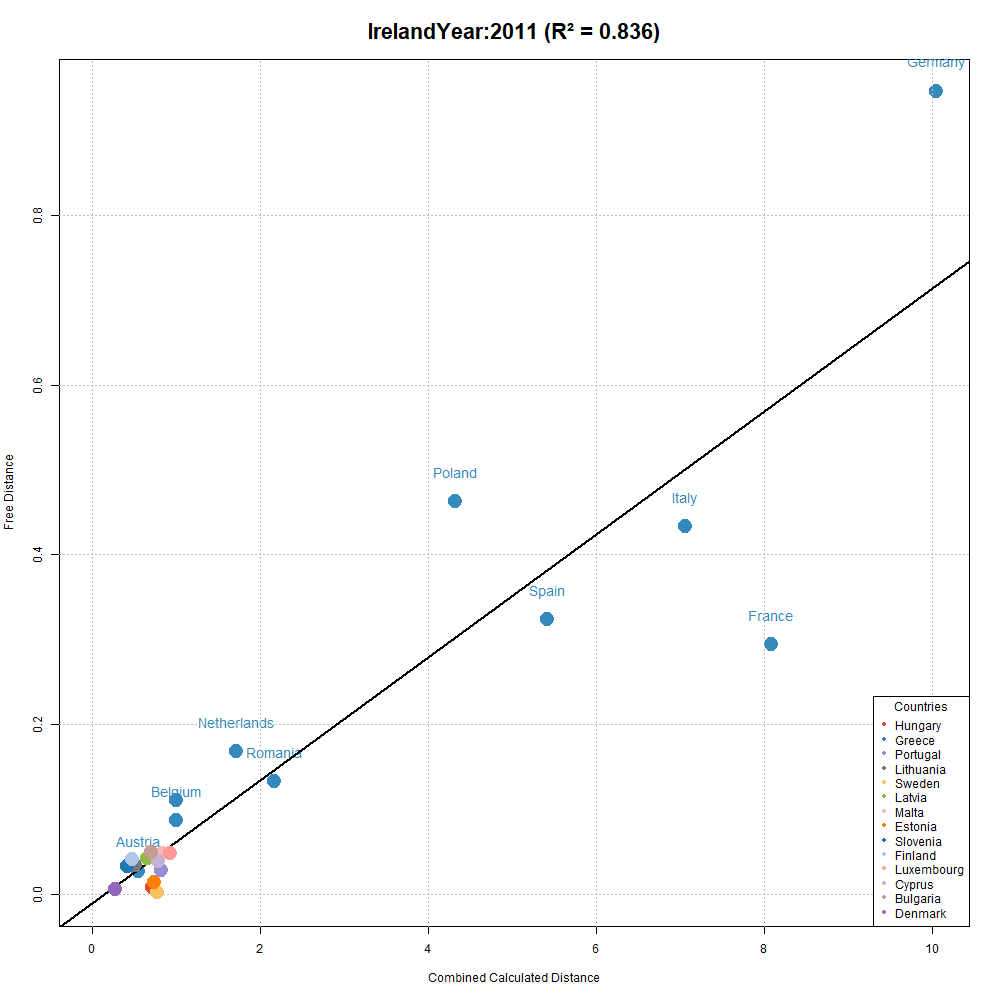 IrelandYear:2011 (R² = 0.836)
Germany
0.8
0.6
Free Distance
Poland
Italy
0.4
Spain
France
Netherlands
0.2
Romania
Belgium
Austria
0.0
Countries
Hungary
Greece
Portugal
Lithuania
Sweden
Latvia
Malta
Estonia
Slovenia
Finland
Luxembourg
Cyprus
Bulgaria
Denmark
0 2 4 6 8 10
Combined Calculated Distance